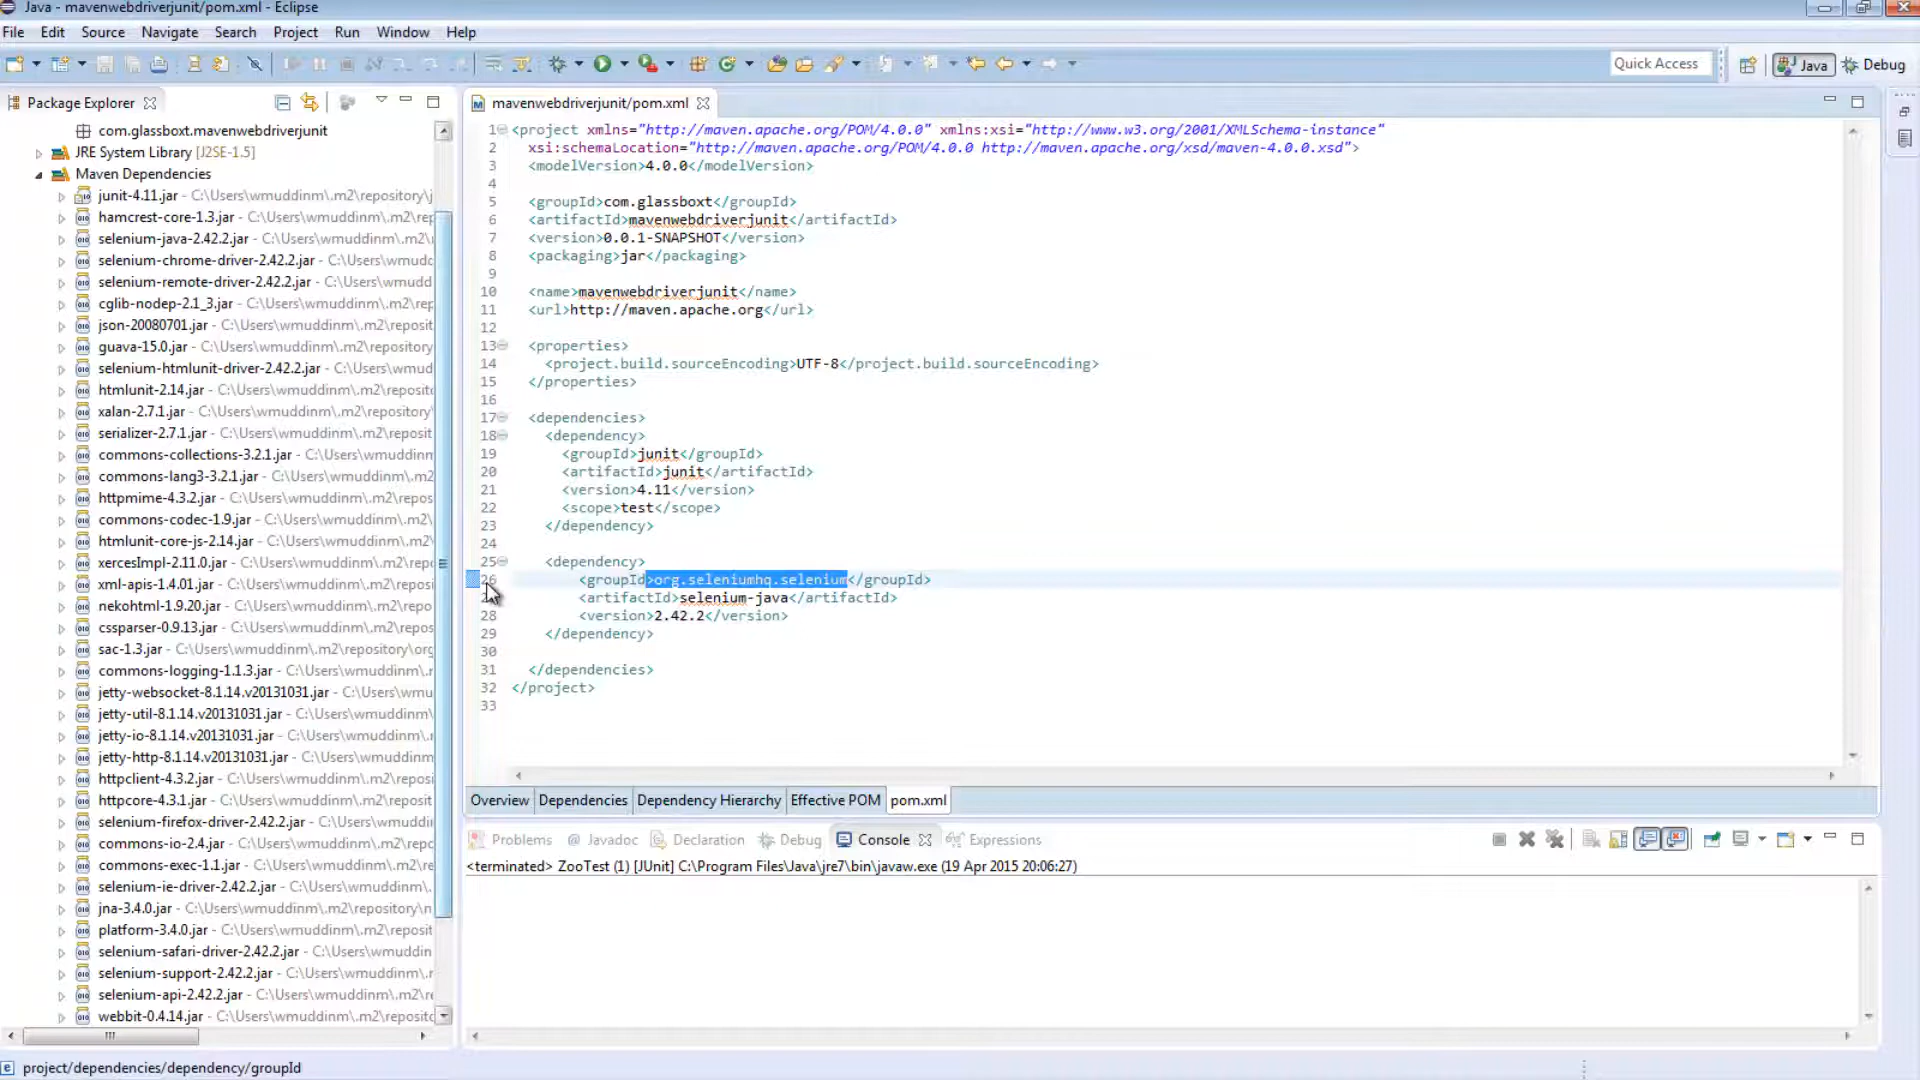 Java - mavenwebdriverjunit/pom.xml - Eclipse
File Edit Source Refactor Navigate Search Project Run Window Help
Quick Access
Java
Debug
Package Explorer
com.glassboxt.mavenwebdriverjunit
JRE System Library [J2SE-1.5]
Maven Dependencies
junit-4.11.jar - C:\Users\wmuddinm\.m2\repository\j
hamcrest-core-1.3.jar - C:\Users\wmuddinm\.m2\rep
selenium-java-2.42.2.jar - C:\Users\wmuddinm\.m2\
selenium-chrome-driver-2.42.2.jar - C:\Users\wmudd
selenium-remote-driver-2.42.2.jar - C:\Users\wmudd
cglib-nodep-2.1_3.jar - C:\Users\wmuddinm\.m2\rep
json-20080701.jar - C:\Users\wmuddinm\.m2\reposit
guava-15.0.jar - C:\Users\wmuddinm\.m2\repository
selenium-htmlunit-driver-2.42.2.jar - C:\Users\wmud
htmlunit-2.14.jar - C:\Users\wmuddinm\.m2\reposit
xalan-2.7.1.jar - C:\Users\wmuddinm\.m2\repository\
serializer-2.7.1.jar - C:\Users\wmuddinm\.m2\reposit
commons-collections-3.2.1.jar - C:\Users\wmuddinm\
commons-lang3-3.2.1.jar - C:\Users\wmuddinm\.m2\
httpmime-4.3.2.jar - C:\Users\wmuddinm\.m2\repos
commons-codec-1.9.jar - C:\Users\wmuddinm\.m2\r
htmlunit-core-js-2.14.jar - C:\Users\wmuddinm\.m2\
xercesImpl-2.11.0.jar - C:\Users\wmuddinm\.m2\rep
xml-apis-1.4.01.jar - C:\Users\wmuddinm\.m2\repos
nekohtml-1.9.20.jar - C:\Users\wmuddinm\.m2\repo
cssparser-0.9.13.jar - C:\Users\wmuddinm\.m2\repos
sac-1.3.jar - C:\Users\wmuddinm\.m2\repository\org
commons-logging-1.1.3.jar - C:\Users\wmuddinm\.r
jetty-websocket-8.1.14.v20131031.jar - C:\Users\wmu
jetty-util-8.1.14.v20131031.jar - C:\Users\wmuddinm\
jetty-io-8.1.14.v20131031.jar - C:\Users\wmuddinm\.
jetty-http-8.1.14.v20131031.jar - C:\Users\wmuddinm
httpclient-4.3.2.jar - C:\Users\wmuddinm\.m2\reposi
httpcore-4.3.1.jar - C:\Users\wmuddinm\.m2\reposit
selenium-firefox-driver-2.42.2.jar - C:\Users\wmuddi
commons-io-2.4.jar - C:\Users\wmuddinm\.m2\repo
commons-exec-1.1.jar - C:\Users\wmuddinm\.m2\re
selenium-ie-driver-2.42.2.jar - C:\Users\wmuddinm\
jna-3.4.0.jar - C:\Users\wmuddinm\.m2\repository\n
platform-3.4.0.jar - C:\Users\wmuddinm\.m2\reposit
selenium-safari-driver-2.42.2.jar - C:\Users\wmuddin
selenium-support-2.42.2.jar - C:\Users\wmuddinm\.
selenium-api-2.42.2.jar - C:\Users\wmuddinm\.m2\re
webbit-0.4.14.jar - C:\Users\wmuddinm\.m2\reposit
mavenwebdriverjunit/pom.xml
1 <project xmlns="http://maven.apache.org/POM/4.0.0" xmlns:xsi="http://www.w3.org/2001/XMLSchema-instance"
2 xsi:schemaLocation="http://maven.apache.org/POM/4.0.0 http://maven.apache.org/xsd/maven-4.0.0.xsd">
3 <modelVersion>4.0.0</modelVersion>
4
5 <groupId>com.glassboxt</groupId>
6 <artifactId>mavenwebdriverjunit</artifactId>
7 <version>0.0.1-SNAPSHOT</version>
8 <packaging>jar</packaging>
9
10 <name>mavenwebdriverjunit</name>
11 <url>http://maven.apache.org</url>
12
13 <properties>
14 <project.build.sourceEncoding>UTF-8</project.build.sourceEncoding>
15 </properties>
16
17 <dependencies>
18 <dependency>
19 <groupId>junit</groupId>
20 <artifactId>junit</artifactId>
21 <version>4.11</version>
22 <scope>test</scope>
23 </dependency>
24
25 <dependency>
26 <groupId>org.seleniumhq.selenium</groupId>
<artifactId>selenium-java</artifactId>
28 <version>2.42.2</version>
29 </dependency>
30
31 </dependencies>
32 </project>
33
Overview Dependencies Dependency Hierarchy Effective POM pom.xml
Problems @ Javadoc Declaration Debug Console Expressions
<terminated> ZooTest (1) [JUnit] C:\Program Files\Java\jre7\bin\javaw.exe (19 Apr 2015 20:06:27)
project/dependencies/dependency/groupId